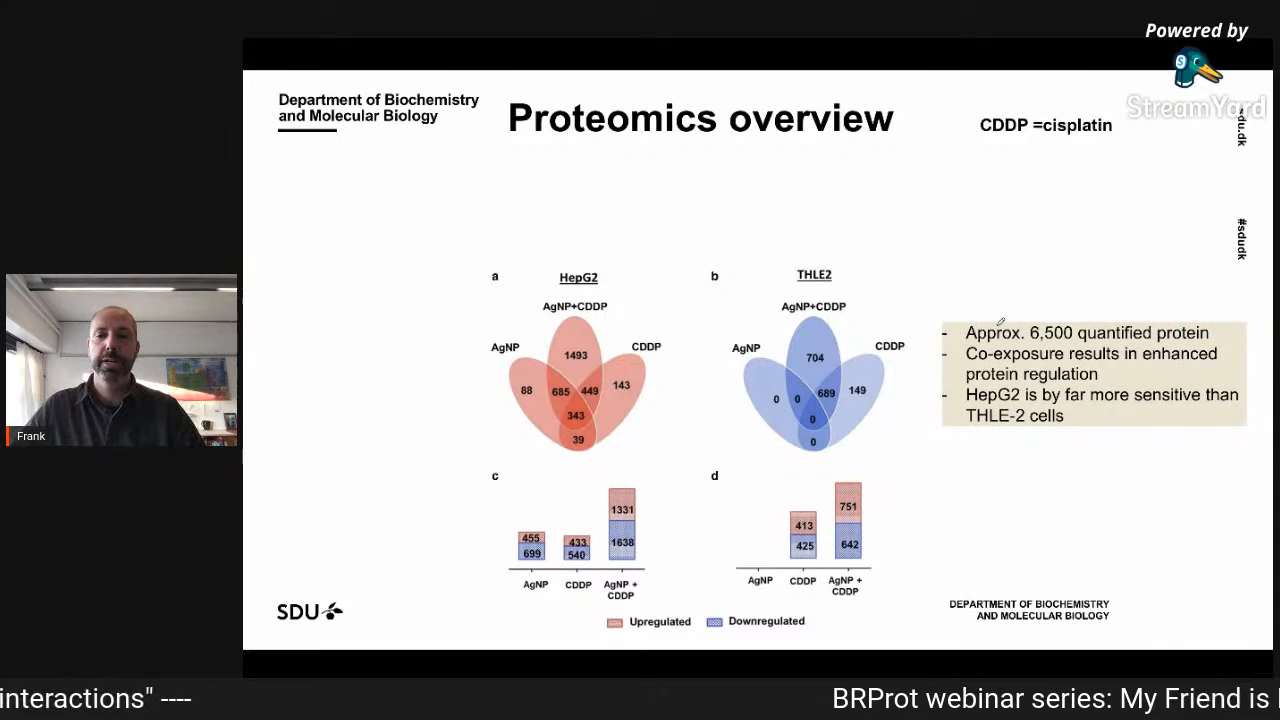 Powered by
StreamYard
Department of Biochemistry
and Molecular Biology
Proteomics overview
CDDP =cisplatin
sdu.dk
#sdudk
a
HepG2
AgNP+CDDP
AgNP
CDDP
1493
88
685
449
143
343
39
b
THLE2
AgNP+CDDP
AgNP
CDDP
704
0
0
689
149
0
0
- Approx. 6,500 quantified protein
- Co-exposure results in enhanced
protein regulation
- HepG2 is by far more sensitive than
THLE-2 cells
Frank
c
455
699
433
540
1331
1638
AgNP
CDDP
AgNP +
CDDP
d
413
425
751
642
AgNP
CDDP
AgNP +
CDDP
Upregulated
Downregulated
SDU
DEPARTMENT OF BIOCHEMISTRY
AND MOLECULAR BIOLOGY
interactions" ----
BRProt webinar series: My Friend is